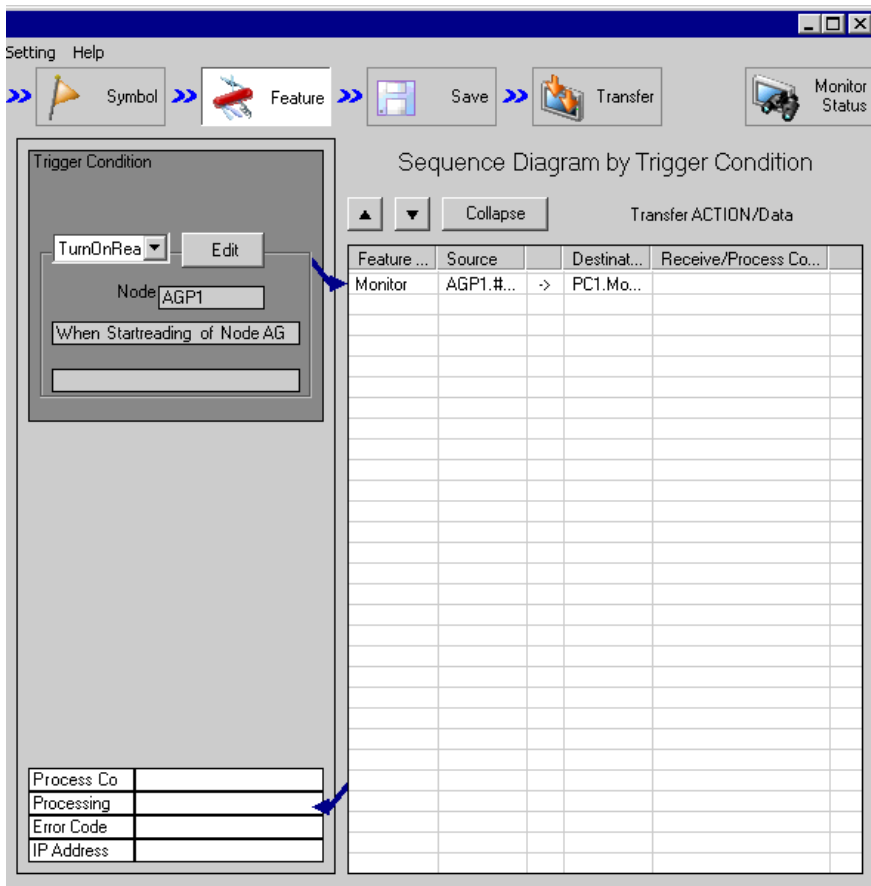 Setting Help
Symbol Feature Save Transfer Monitor Status
Trigger Condition
Sequence Diagram by Trigger Condition
Collapse Transfer ACTION/Data
TurnOnRea Edit
Feature ... Source Destinat... Receive/Process Co...
Monitor AGP1.#... -> PC1.Mo...
Node AGP1
When Startreading of Node AG
Process Co
Processing
Error Code
IP Address